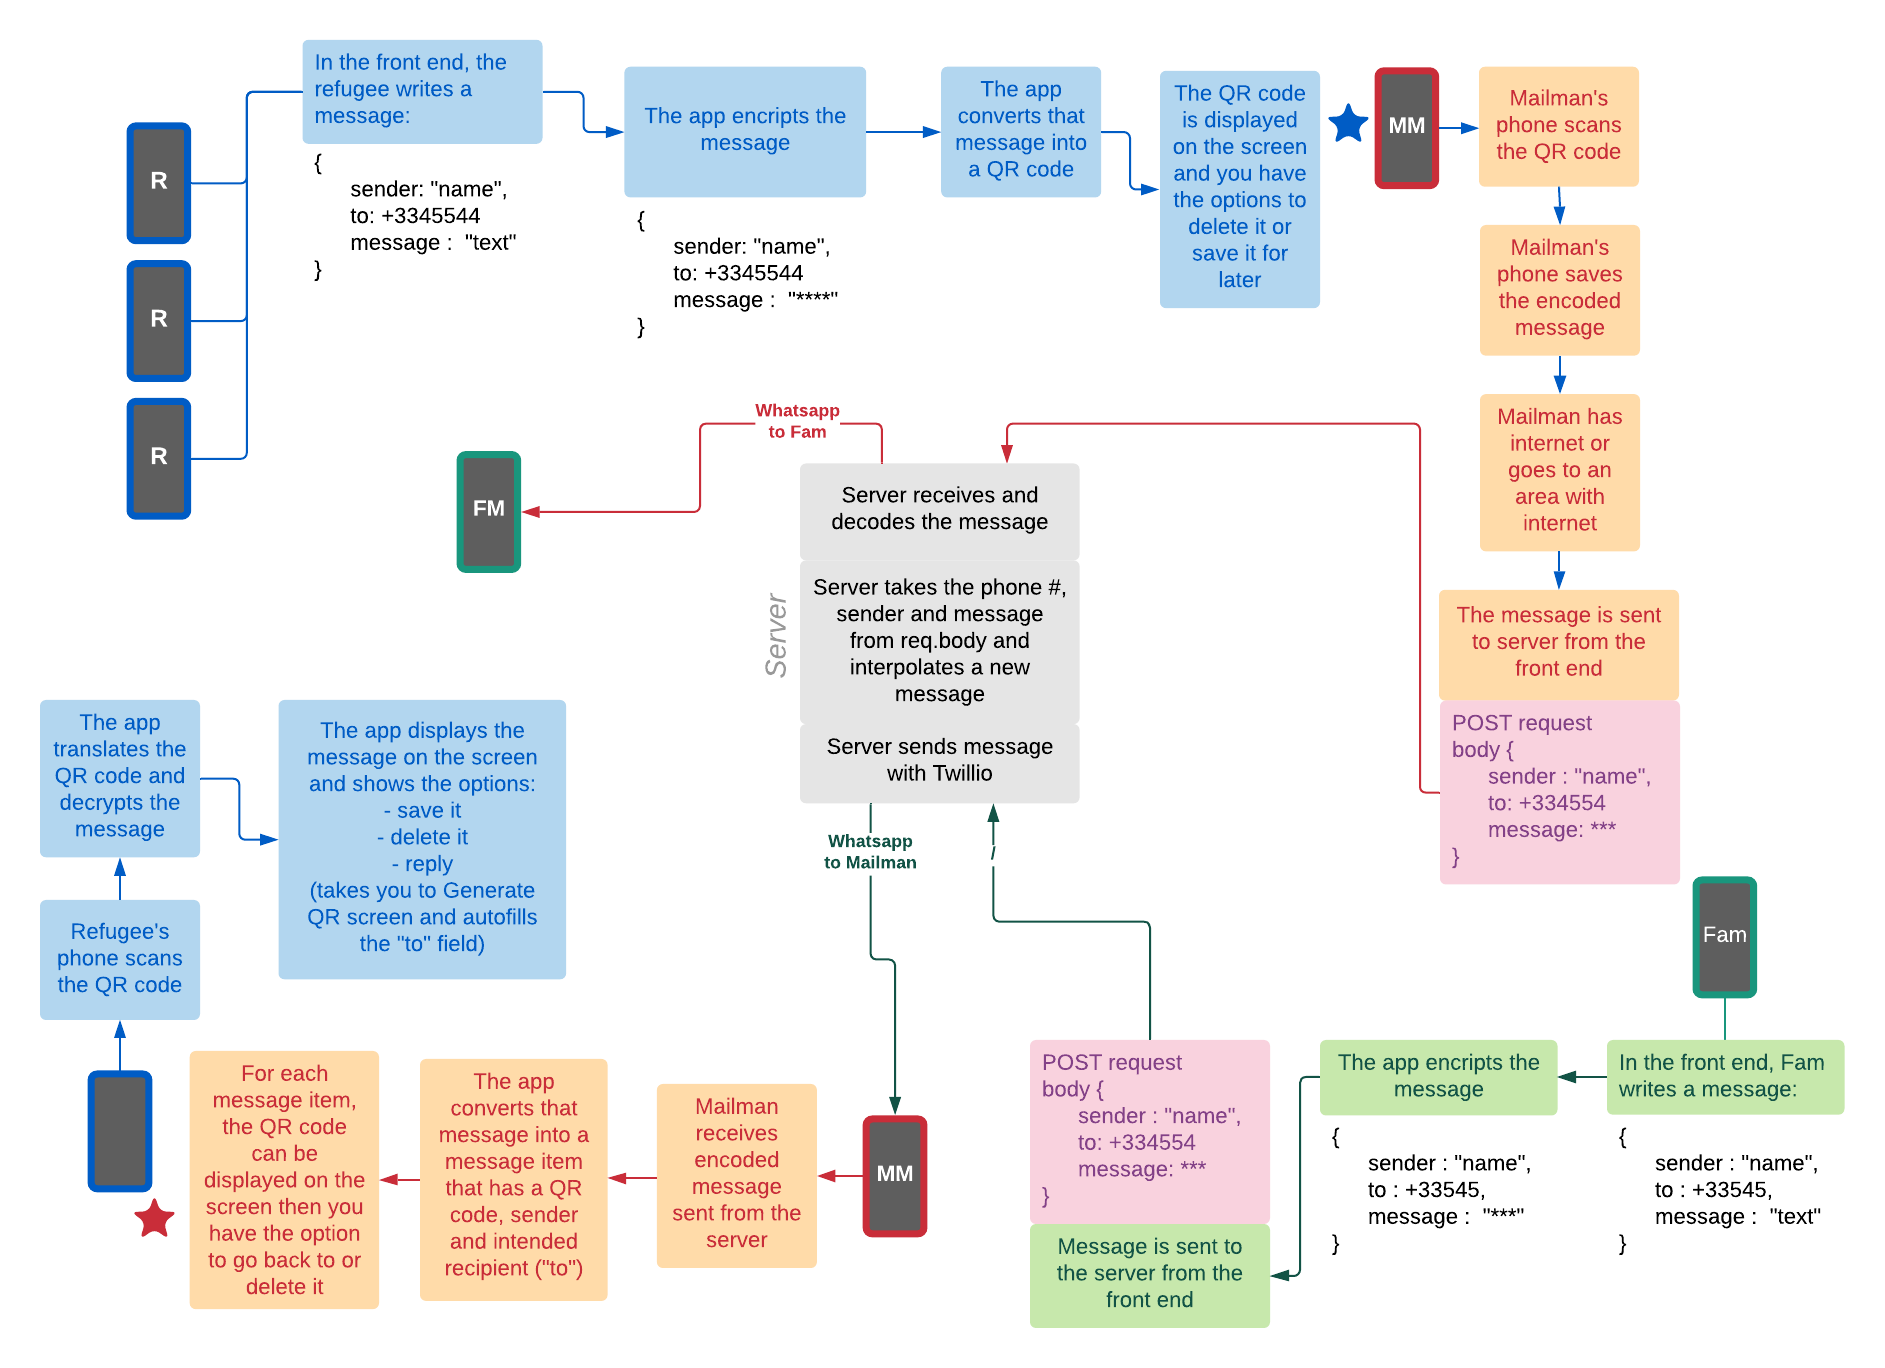 In the front end, the
refugee writes a
message:
{
sender: "name",
to: +3345544
message :  "text"
}
R
R
R
The app encripts the
message
{
sender: "name",
to: +3345544
message :  "****"
}
The app
converts that
message into
a QR code
The QR code
is displayed
on the screen
and you have
the options to
delete it or
save it for
later
MM
Mailman's
phone scans
the QR code
Mailman's
phone saves
the encoded
message
Mailman has
internet or
goes to an
area with
internet
The message is sent
to server from the
front end
POST request
body {
sender : "name",
to: +334554
message: ***
}
Whatsapp
to Fam
FM
Server
Server receives and
decodes the message
Server takes the phone #,
sender and message
from req.body and
interpolates a new
message
Server sends message
with Twillio
Whatsapp
to Mailman
/
Fam
In the front end, Fam
writes a message:
{
sender : "name",
to : +33545,
message :  "text"
}
The app encripts the
message
{
sender : "name",
to : +33545,
message :  "***"
}
POST request
body {
sender : "name",
to: +334554
message: ***
}
Message is sent to
the server from the
front end
MM
Mailman
receives
encoded
message
sent from the
server
The app
converts that
message into a
message item
that has a QR
code, sender
and intended
recipient ("to")
For each
message item,
the QR code
can be
displayed on the
screen then you
have the option
to go back to or
delete it
Refugee's
phone scans
the QR code
The app
translates the
QR code and
decrypts the
message
The app displays the
message on the screen
and shows the options:
- save it
- delete it
- reply
(takes you to Generate
QR screen and autofills
the "to" field)